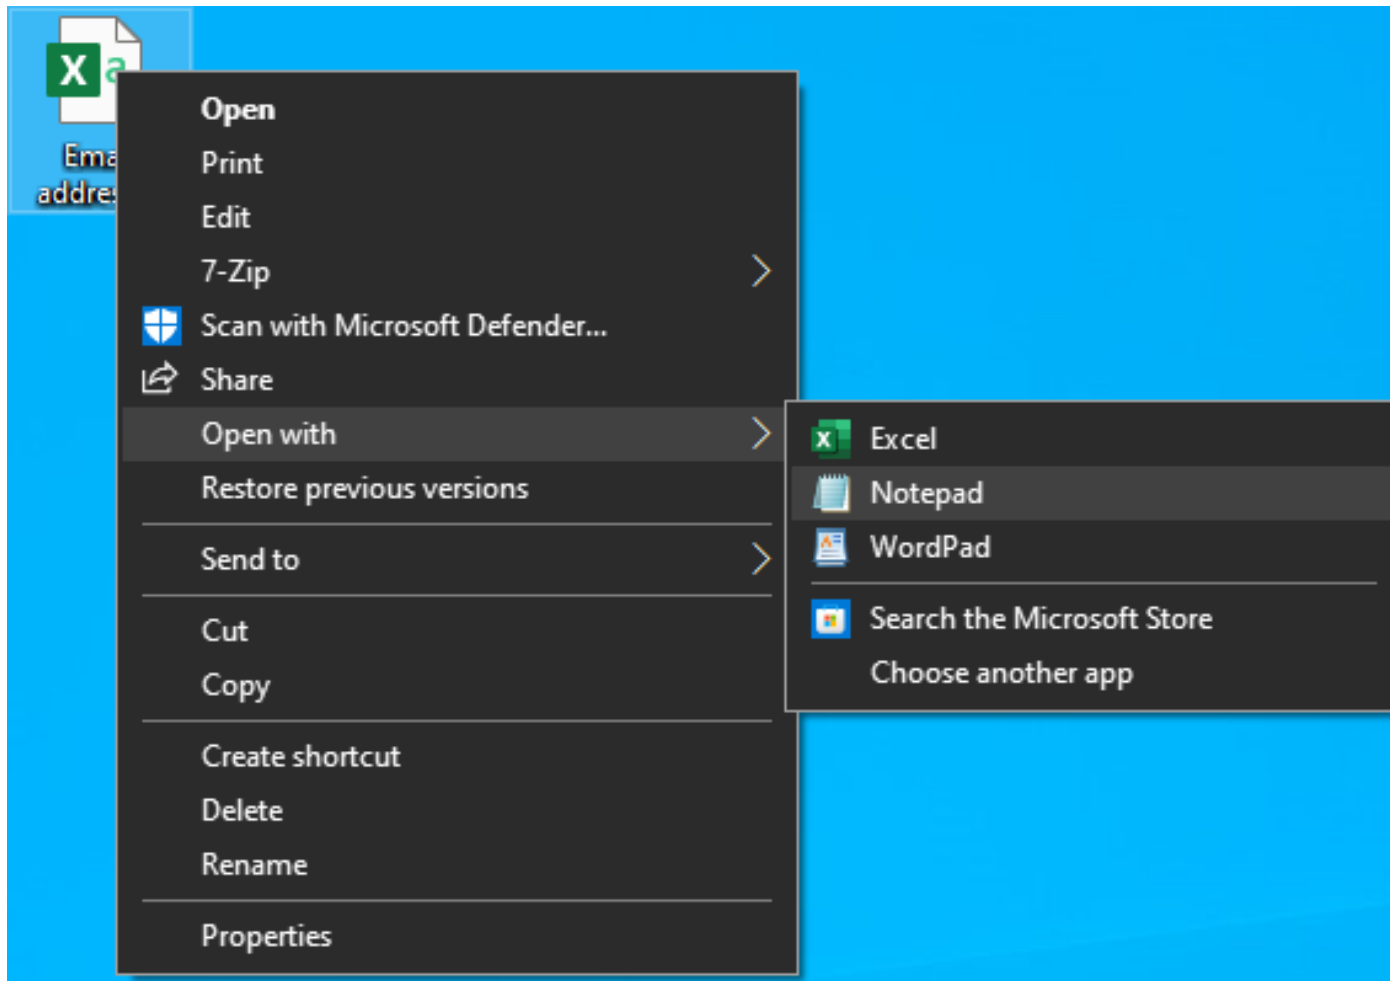 X a
Ema
addres
Open
Print
Edit
7-Zip
Scan with Microsoft Defender...
Share
Open with
Restore previous versions
Send to
Cut
Copy
Create shortcut
Delete
Rename
Properties
X Excel
Notepad
WordPad
Search the Microsoft Store
Choose another app